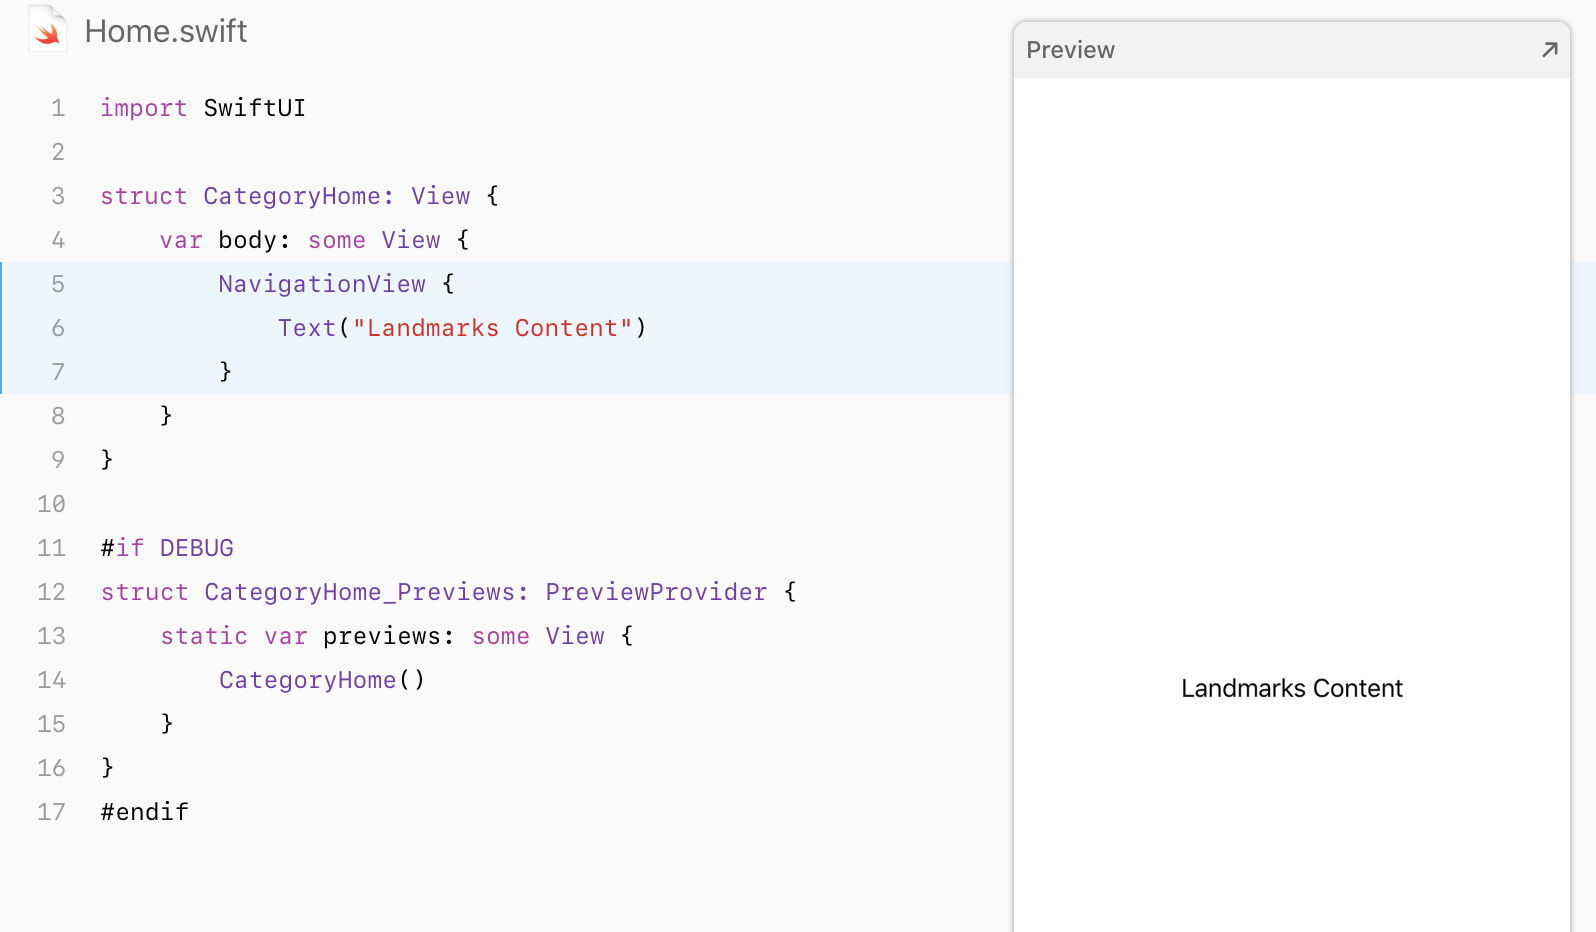 Home.swift
Preview
1 import SwiftUI
2
3 struct CategoryHome: View {
4 var body: some View {
5 NavigationView {
6 Text("Landmarks Content")
7 }
8 }
9 }
10
11 #if DEBUG
12 struct CategoryHome_Previews: PreviewProvider {
13 static var previews: some View {
14 CategoryHome()
15 }
16 }
17 #endif
Landmarks Content